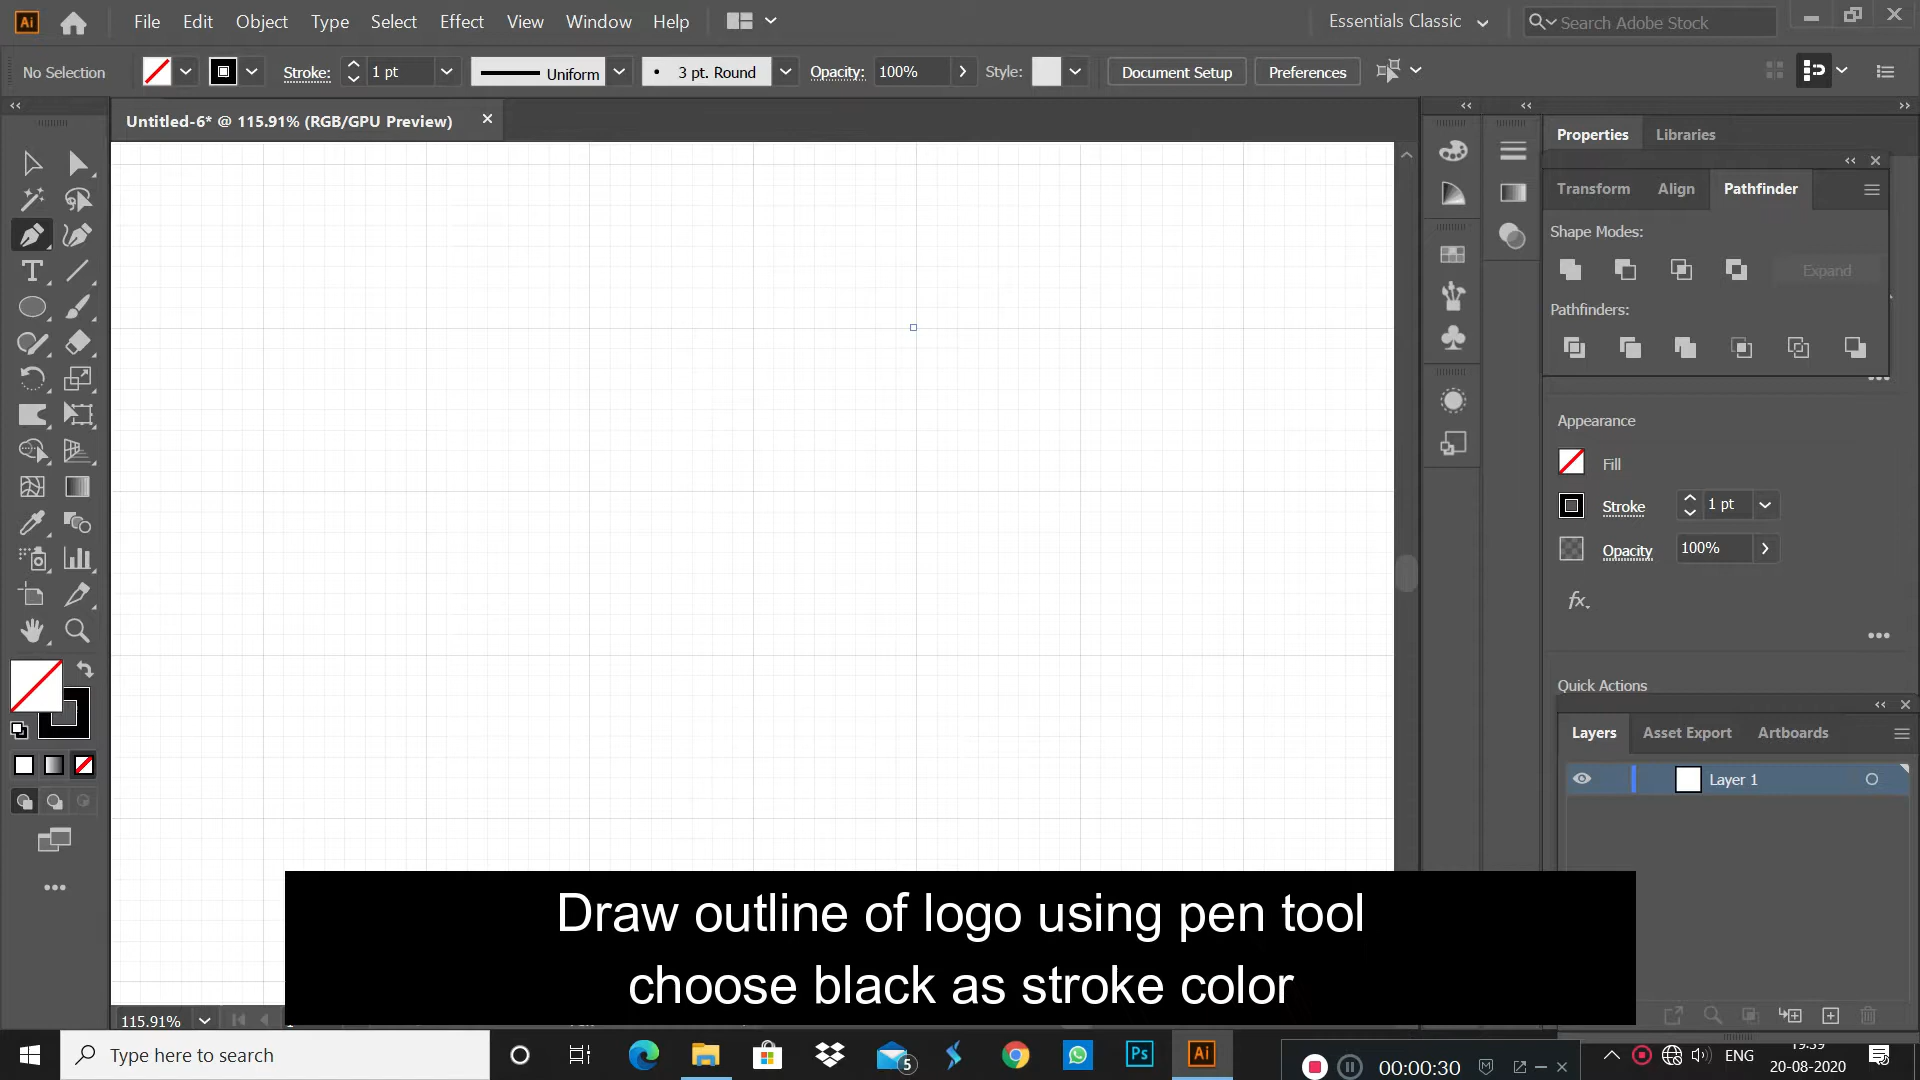 Ai File Edit Object Type Select Effect View Window Help Essentials Classic Search Adobe Stock
No Selection Stroke: 1 pt Uniform 3 pt. Round Opacity: 100% Style: Document Setup Preferences
Untitled-6* @ 115.91% (RGB/GPU Preview)
Properties Libraries
Transform Align Pathfinder
Shape Modes:
Expand
Pathfinders:
Appearance
Fill
Stroke 1 pt
Opacity 100%
fx
Quick Actions
Layers Asset Export Artboards
Layer 1
Draw outline of logo using pen tool
choose black as stroke color
115.91%
Type here to search 5 Ps Ai 00:00:30 ENG
20-08-2020